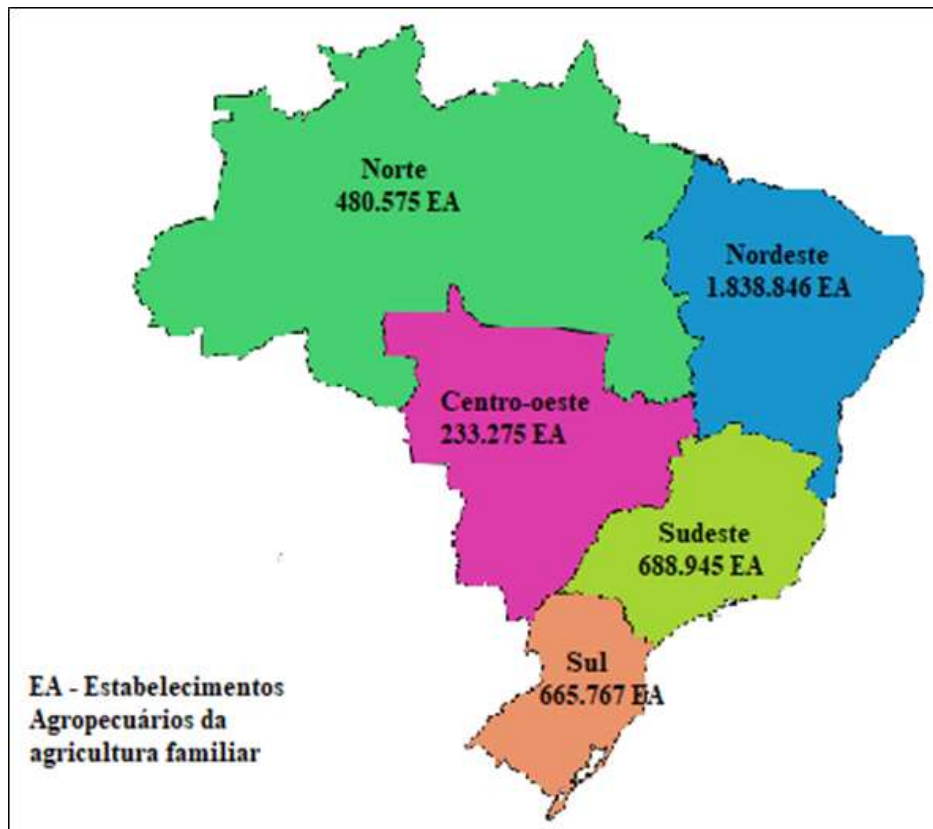 Norte
480.575 EA
Nordeste
1.838.846 EA
Centro-oeste
233.275 EA
Sudeste
688.945 EA
Sul
665.767 EA
EA - Estabelecimentos
Agropecuários da
agricultura familiar